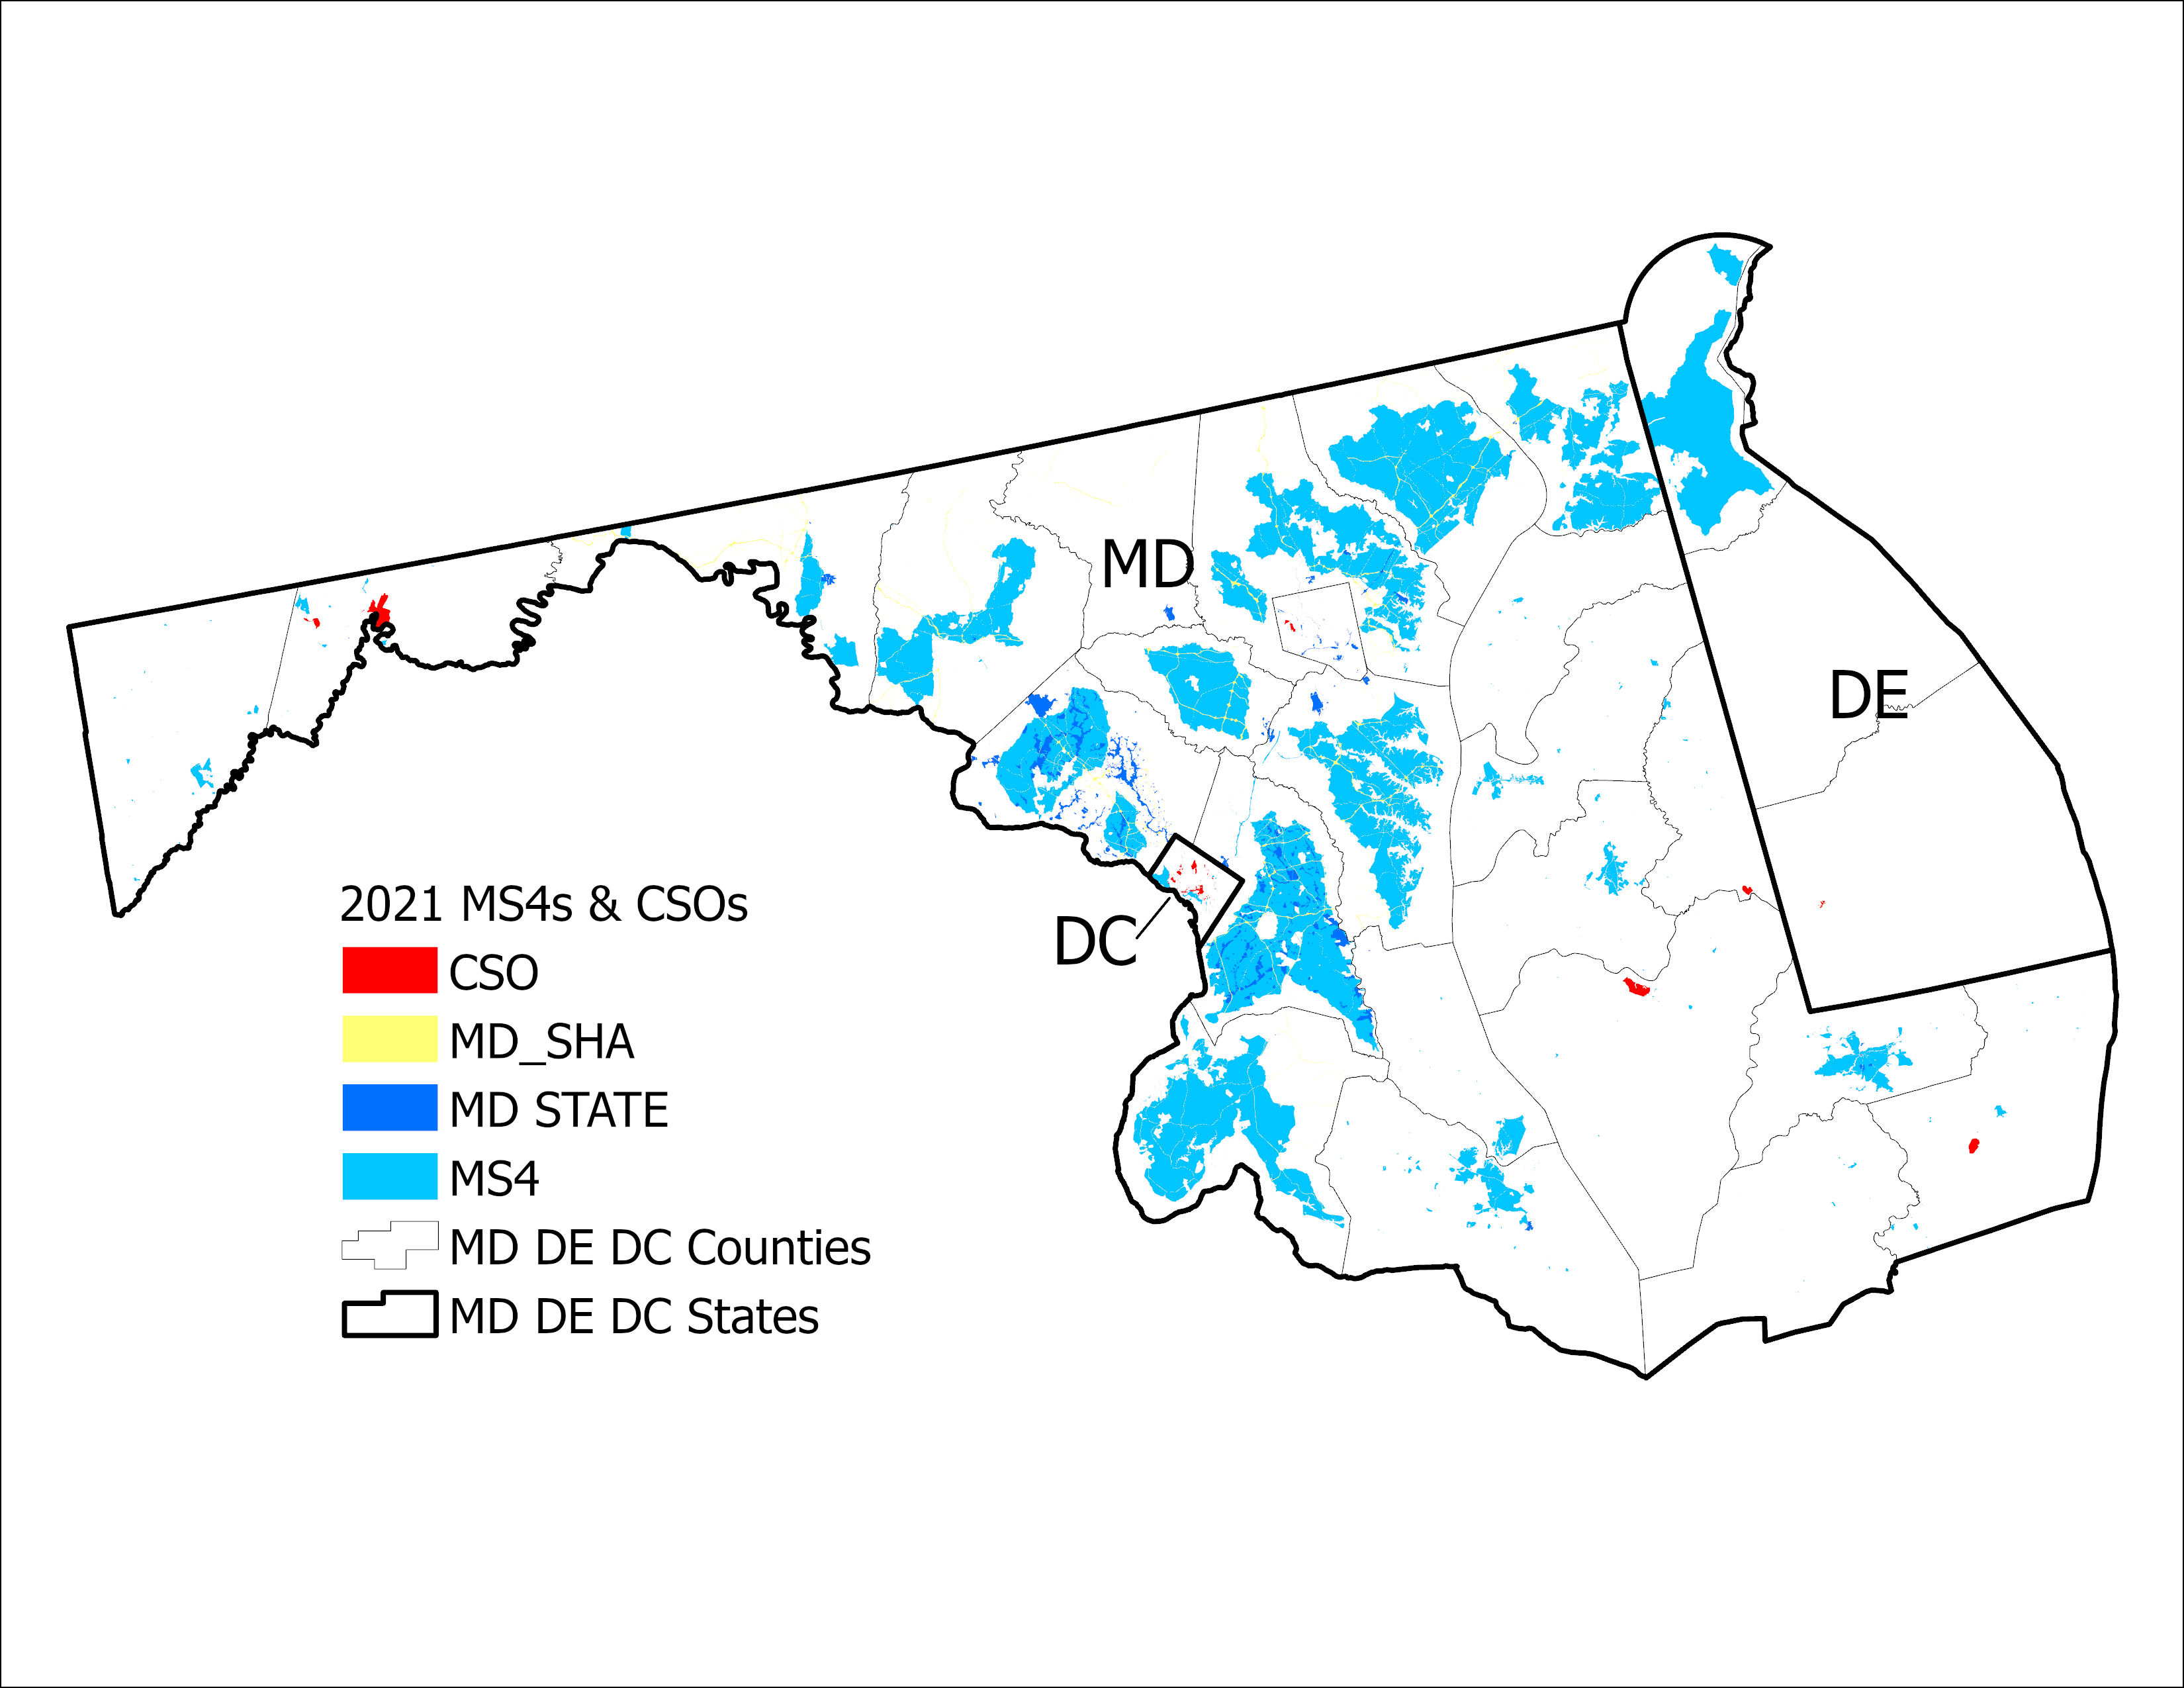 MD
DE
DC
2021 MS4s & CSOs
CSO
MD_SHA
MD STATE
MS4
MD DE DC Counties
MD DE DC States